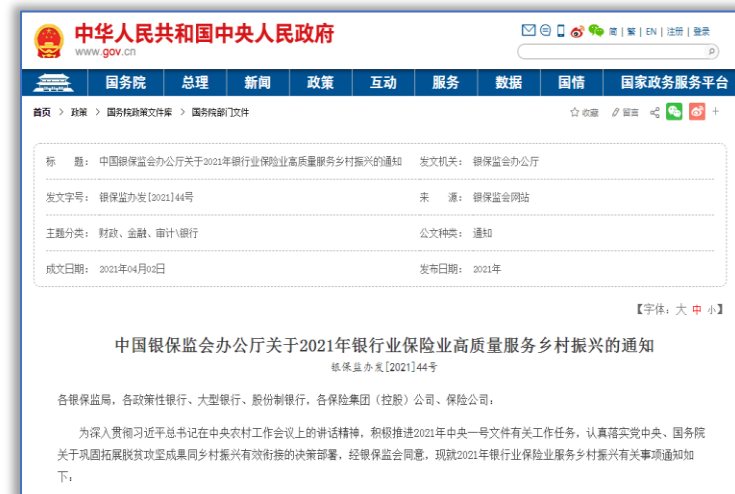 中华人民共和国中央人民政府
www.gov.cn
简 | 繁 | EN | 注册 | 登录
国务院 总理 新闻 政策 互动 服务 数据 国情 国家政务服务平台
首页 > 政策 > 国务院政策文件库 > 国务院部门文件 收藏 留言
标 题: 中国银保监会办公厅关于2021年银行业保险业高质量服务乡村振兴的通知 发文机关: 银保监会办公厅
发文字号: 银保监办发[2021]44号 来 源: 银保监会网站
主题分类: 财政、金融、审计\银行 公文种类: 通知
成文日期: 2021年04月02日 发布日期: 2021年
【字体: 大 中 小】
中国银保监会办公厅关于2021年银行业保险业高质量服务乡村振兴的通知
银保监办发[2021]44号
各银保监局,各政策性银行、大型银行、股份制银行,各保险集团(控股)公司、保险公司:
为深入贯彻习近平总书记在中央农村工作会议上的讲话精神,积极推进2021年中央一号文件有关工作任务,认真落实党中央、国务院
关于巩固拓展脱贫攻坚成果同乡村振兴有效衔接的决策部署,经银保监会同意,现就2021年银行业保险业服务乡村振兴有关事项通知如
下: